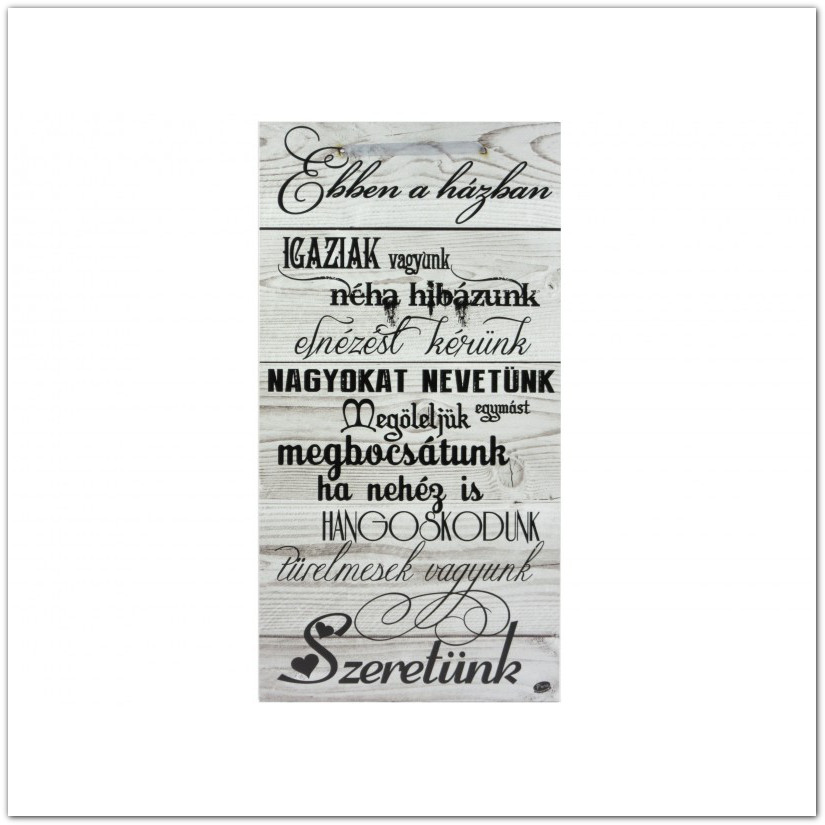 Ebben a házban
IGAZIAK vagyunk
néha hibázunk
elnézést kérünk
NAGYOKAT NEVETÜNK
Megöleljük egymást
megbocsátunk
ha nehéz is
HANGOSKODUNK
türelmesek vagyunk
Szeretünk